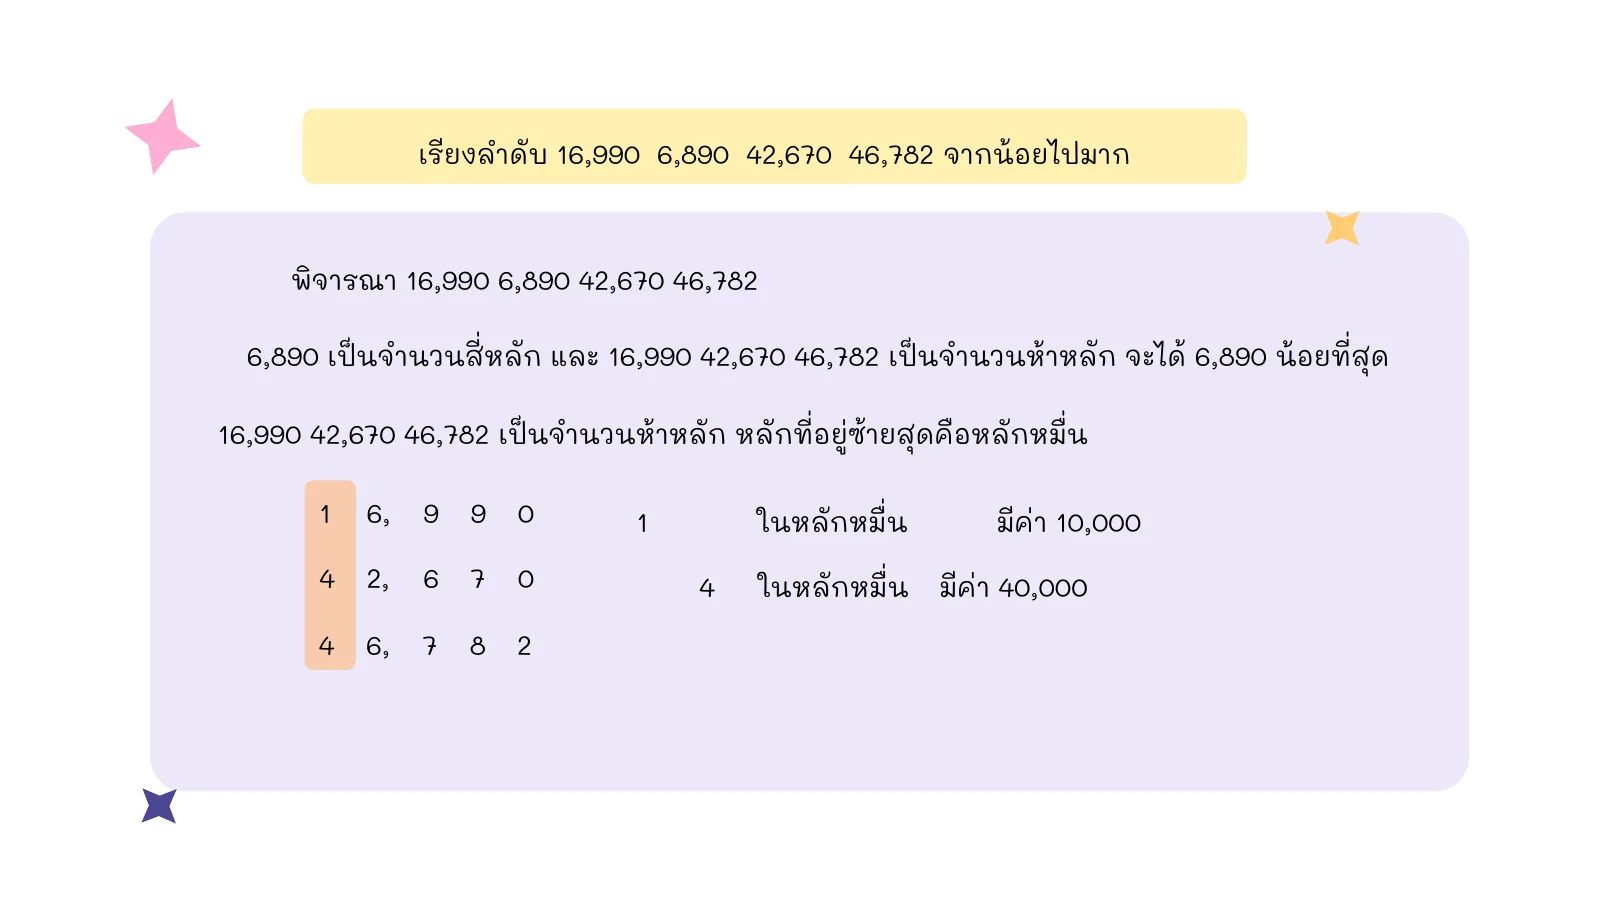 เรียงลำดับ 16,990 6,890 42,670 46,782 จากน้อยไปมาก
พิจารณา 16,990 6,890 42,670 46,782
6,890 เป็นจำนวนสี่หลัก และ 16,990 42,670 46,782 เป็นจำนวนห้าหลัก จะได้ 6,890 น้อยที่สุด
16,990 42,670 46,782 เป็นจำนวนห้าหลัก หลักที่อยู่ซ้ายสุดคือหลักหมื่น
1 6, 9 9 0 1 ในหลักหมื่น มีค่า 10,000
4 2, 6 7 0 4 ในหลักหมื่น มีค่า 40,000
4 6, 7 8 2